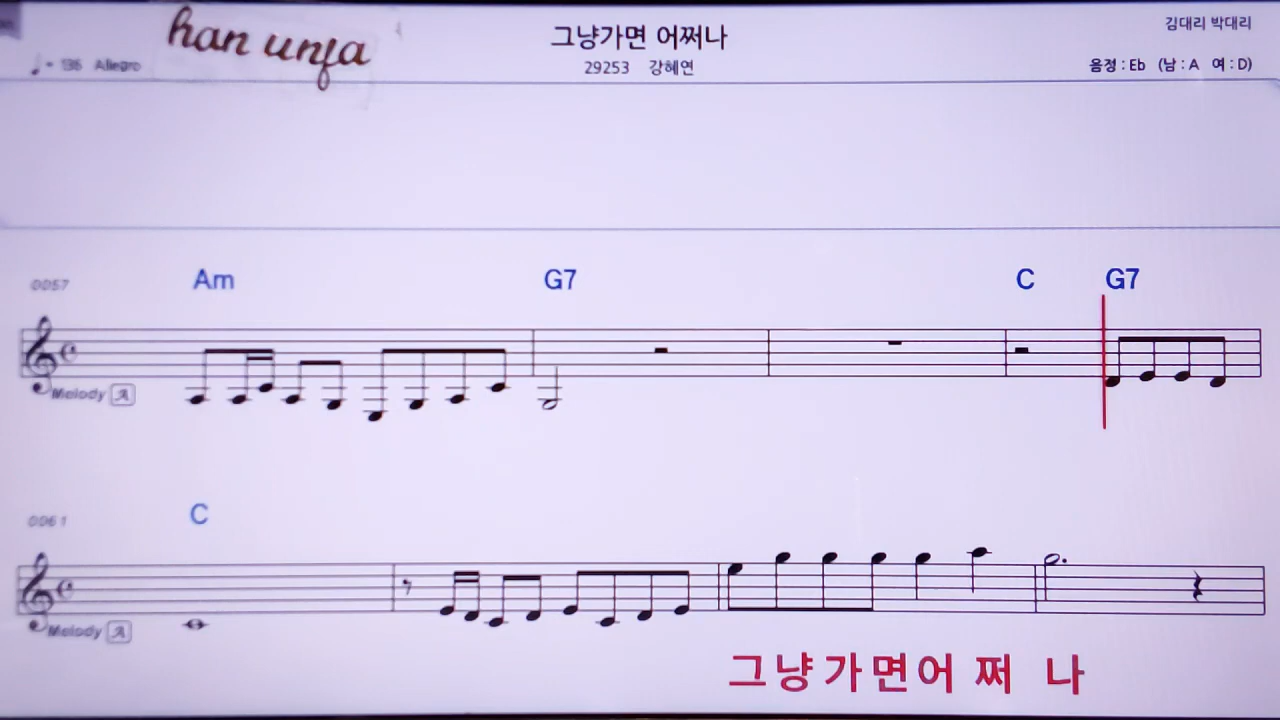 han unja
그냥가면 어쩌나
김대리 박대리
♩= 136 Allegro
29253 강혜연
음정 : Eb (남 : A 여 : D)
0057
Am G7 C G7
Melody A
0061
C
Melody A
그냥가면어 쩌 나